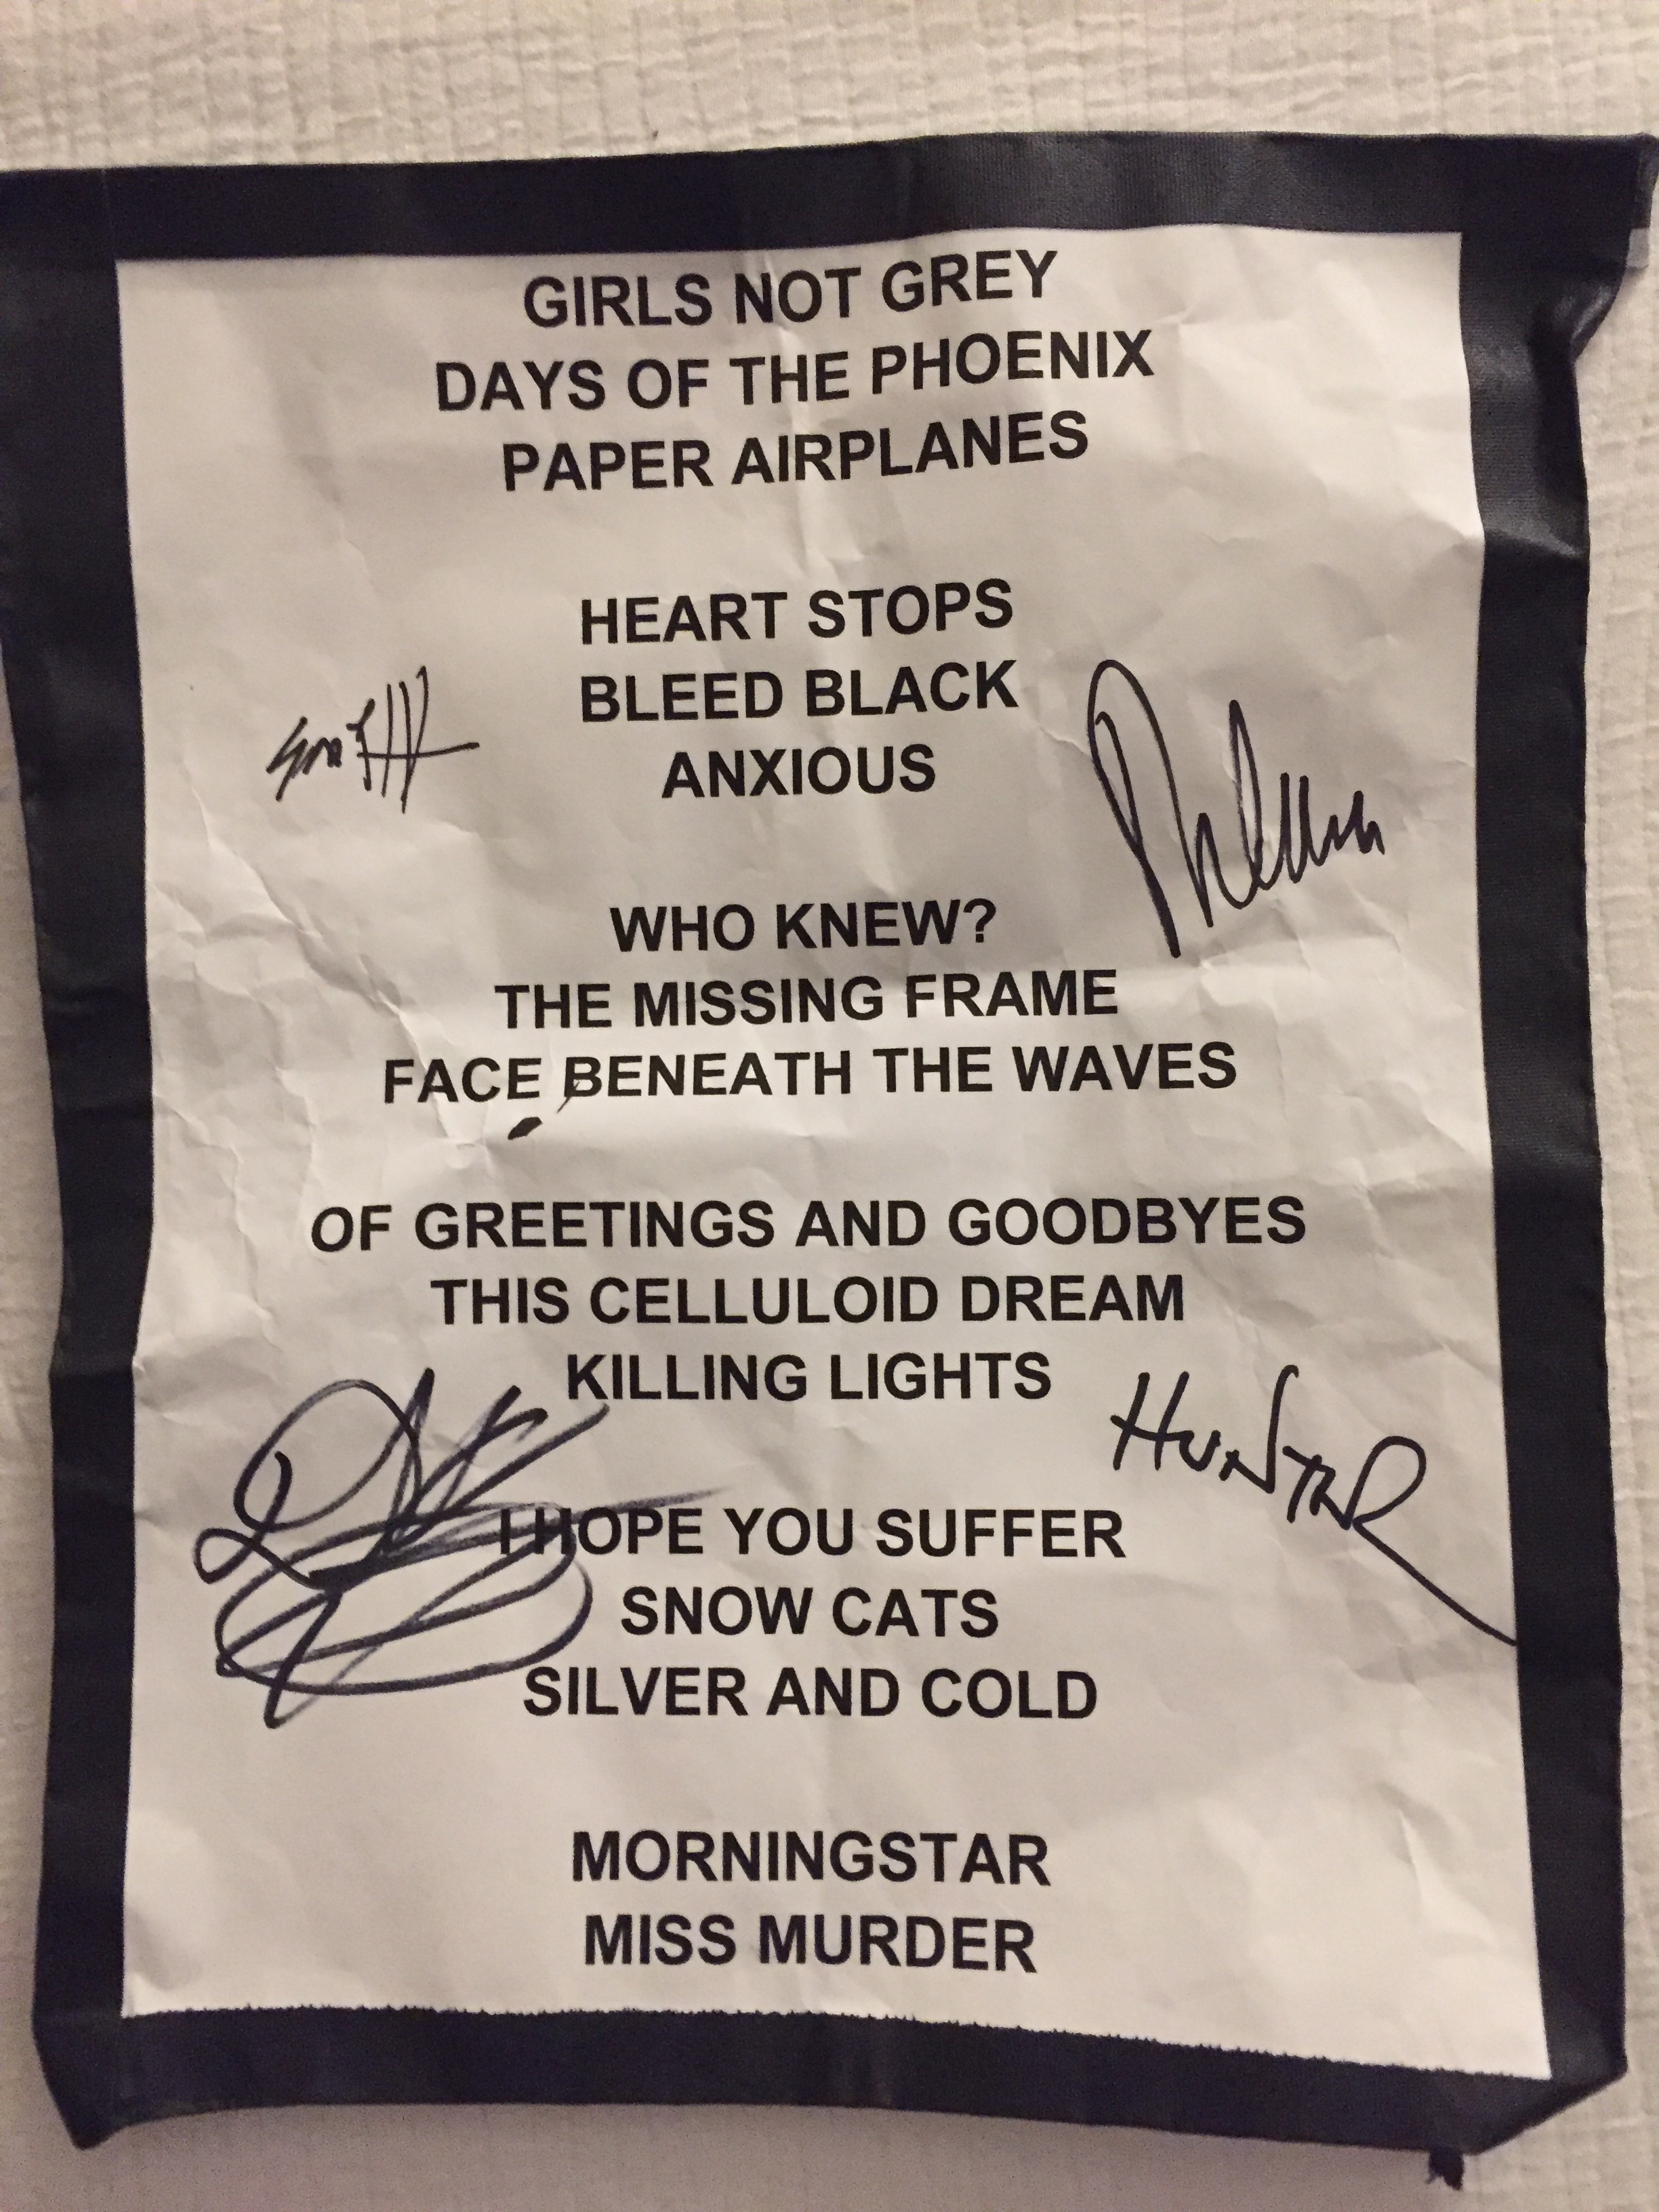 GIRLS NOT GREY
DAYS OF THE PHOENIX
PAPER AIRPLANES
HEART STOPS
BLEED BLACK
ANXIOUS
WHO KNEW?
THE MISSING FRAME
FACE BENEATH THE WAVES
OF GREETINGS AND GOODBYES
THIS CELLULOID DREAM
KILLING LIGHTS
HUNTER
I HOPE YOU SUFFER
SNOW CATS
SILVER AND COLD
MORNINGSTAR
MISS MURDER